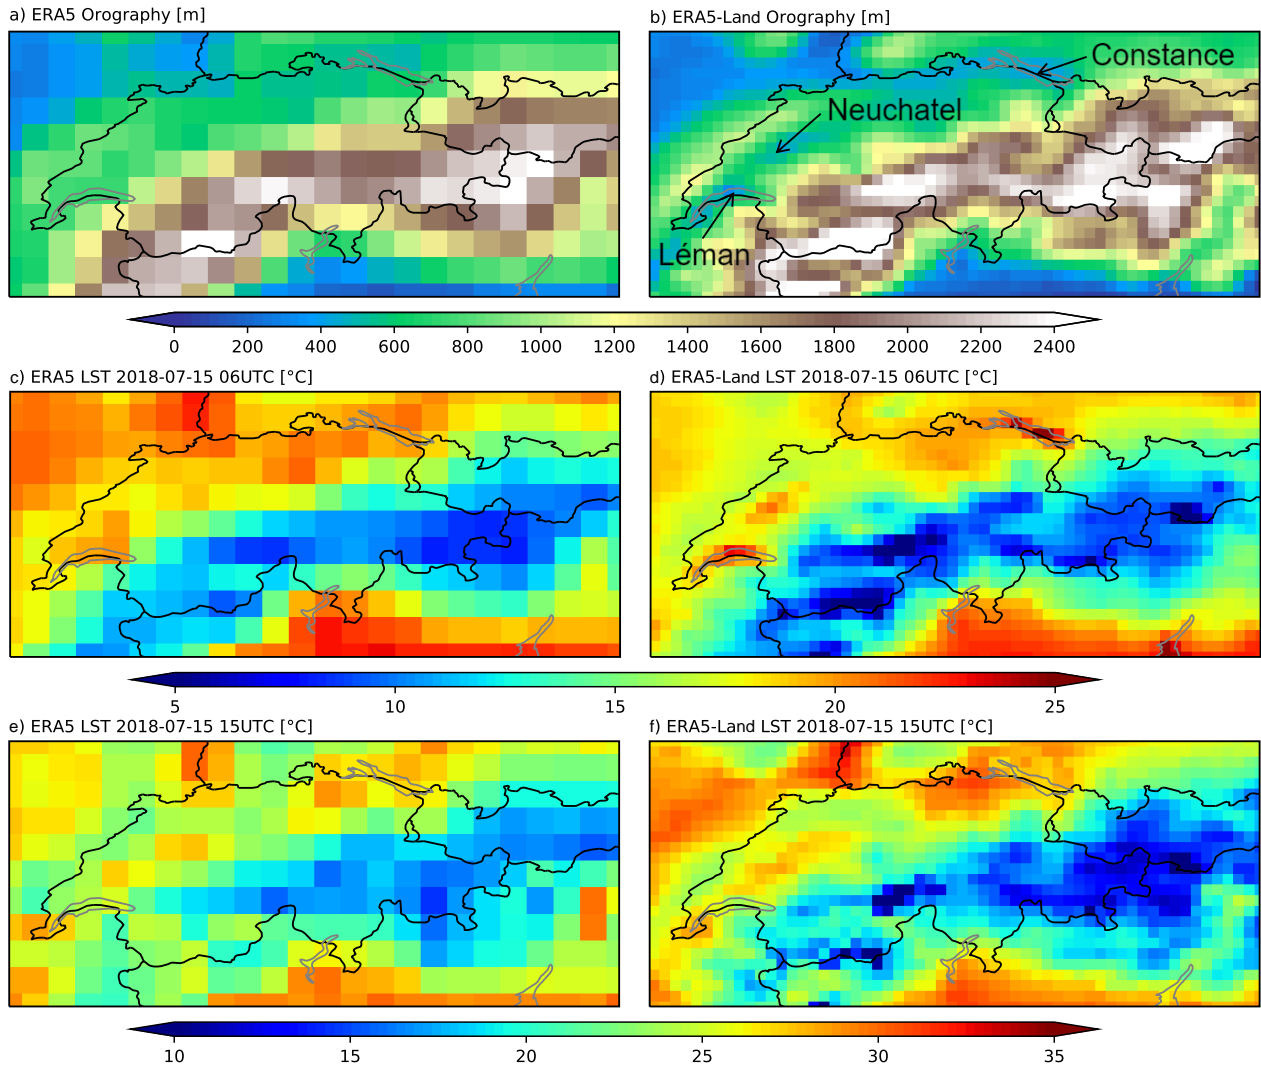 a) ERA5 Orography [m]
b) ERA5-Land Orography [m]
Constance
Neuchatel
Leman
0 200 400 600 800 1000 1200 1400 1600 1800 2000 2200 2400
c) ERA5 LST 2018-07-15 06UTC [°C]
d) ERA5-Land LST 2018-07-15 06UTC [°C]
5 10 15 20 25
e) ERA5 LST 2018-07-15 15UTC [°C]
f) ERA5-Land LST 2018-07-15 15UTC [°C]
10 15 20 25 30 35